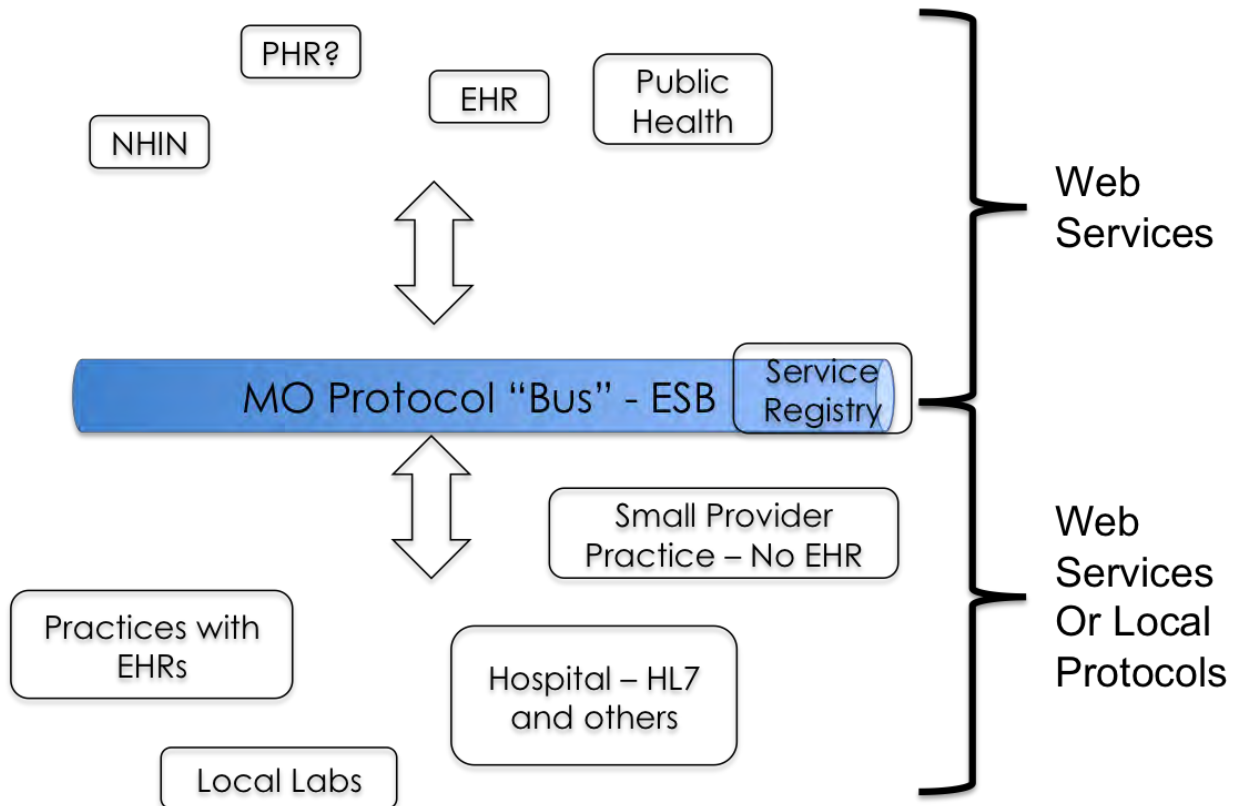 PHR?
EHR
Public
Health
NHIN
Web
Services
MO Protocol “Bus” - ESB
Service
Registry
Small Provider
Practice – No EHR
Web
Services
Or Local
Protocols
Practices with
EHRs
Hospital – HL7
and others
Local Labs